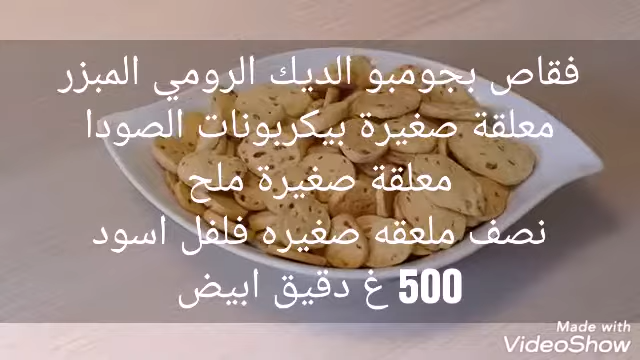 فقاص بجومبو الديك الرومي المبزر
معلقة صغيرة بيكربونات الصودا
معلقة صغيرة ملح
نصف ملعقه صغيره فلفل اسود
500 غ دقيق ابيض
Made with
VideoShow